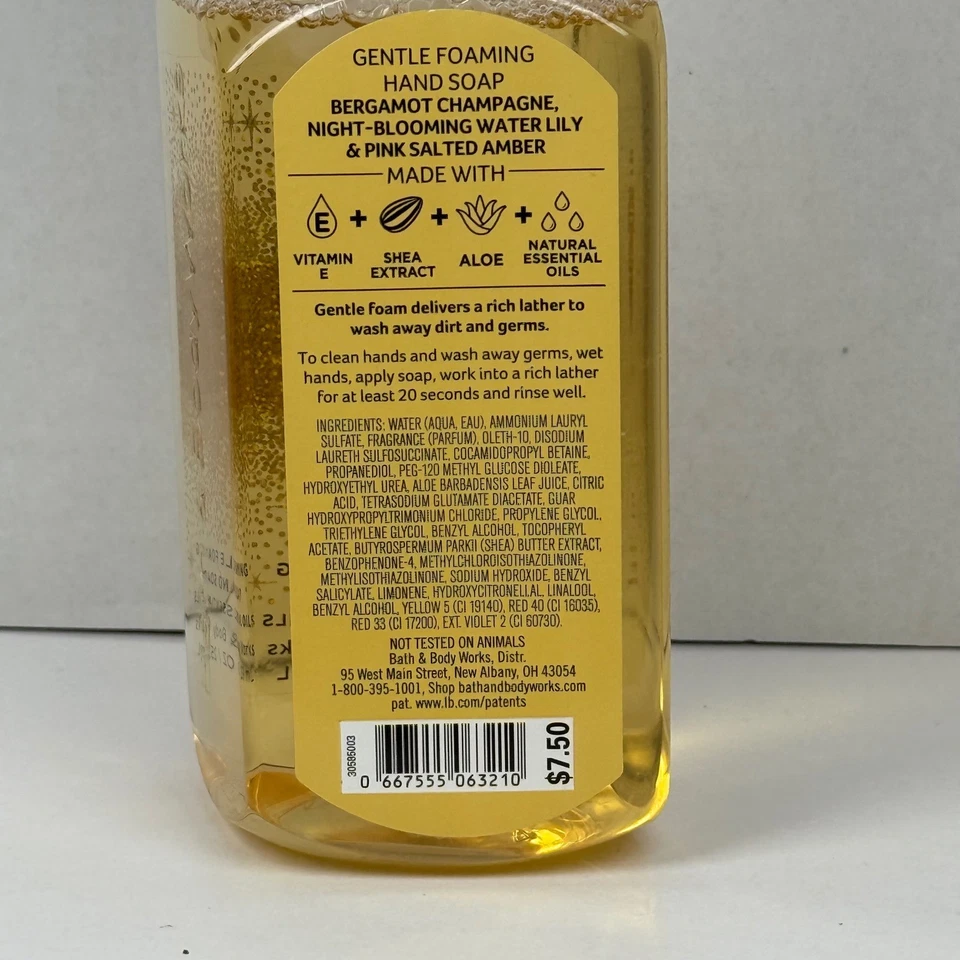 GENTLE FOAMING
HAND SOAP
BERGAMOT CHAMPAGNE,
NIGHT-BLOOMING WATER LILY
& PINK SALTED AMBER
MADE WITH
E + + +
VITAMIN E
SHEA EXTRACT
ALOE
NATURAL ESSENTIAL OILS
Gentle foam delivers a rich lather to
wash away dirt and germs.
To clean hands and wash away germs, wet
hands, apply soap, work into a rich lather
for at least 20 seconds and rinse well.
INGREDIENTS: WATER (AQUA, EAU), AMMONIUM LAURYL
SULFATE, FRAGRANCE (PARFUM), OLETH-10, DISODIUM
LAURETH SULFOSUCCINATE, COCAMIDOPROPYL BETAINE,
PROPANEDIOL, PEG-120 METHYL GLUCOSE DIOLEATE,
HYDROXYETHYL UREA, ALOE BARBADENSIS LEAF JUICE, CITRIC
ACID, TETRASODIUM GLUTAMATE DIACETATE, GUAR
HYDROXYPROPYLTRIMONIUM CHLORIDE, PROPYLENE GLYCOL,
TRIETHYLENE GLYCOL, BENZYL ALCOHOL, TOCOPHERYL
ACETATE, BUTYROSPERMUM PARKII (SHEA) BUTTER EXTRACT,
BENZOPHENONE-4, METHYLCHLOROISOTHIAZOLINONE,
METHYLISOTHIAZOLINONE, SODIUM HYDROXIDE, BENZYL
SALICYLATE, LIMONENE, HYDROXYCITRONELLAL, LINALOOL,
BENZYL ALCOHOL, YELLOW 5 (CI 19140), RED 40 (CI 16035),
RED 33 (CI 17200), EXT. VIOLET 2 (CI 60730).
NOT TESTED ON ANIMALS
Bath & Body Works, Distr.
95 West Main Street, New Albany, OH 43054
1-800-395-1001, Shop bathandbodyworks.com
pat. www.lb.com/patents
30586003
0 667555 063210
$7.50